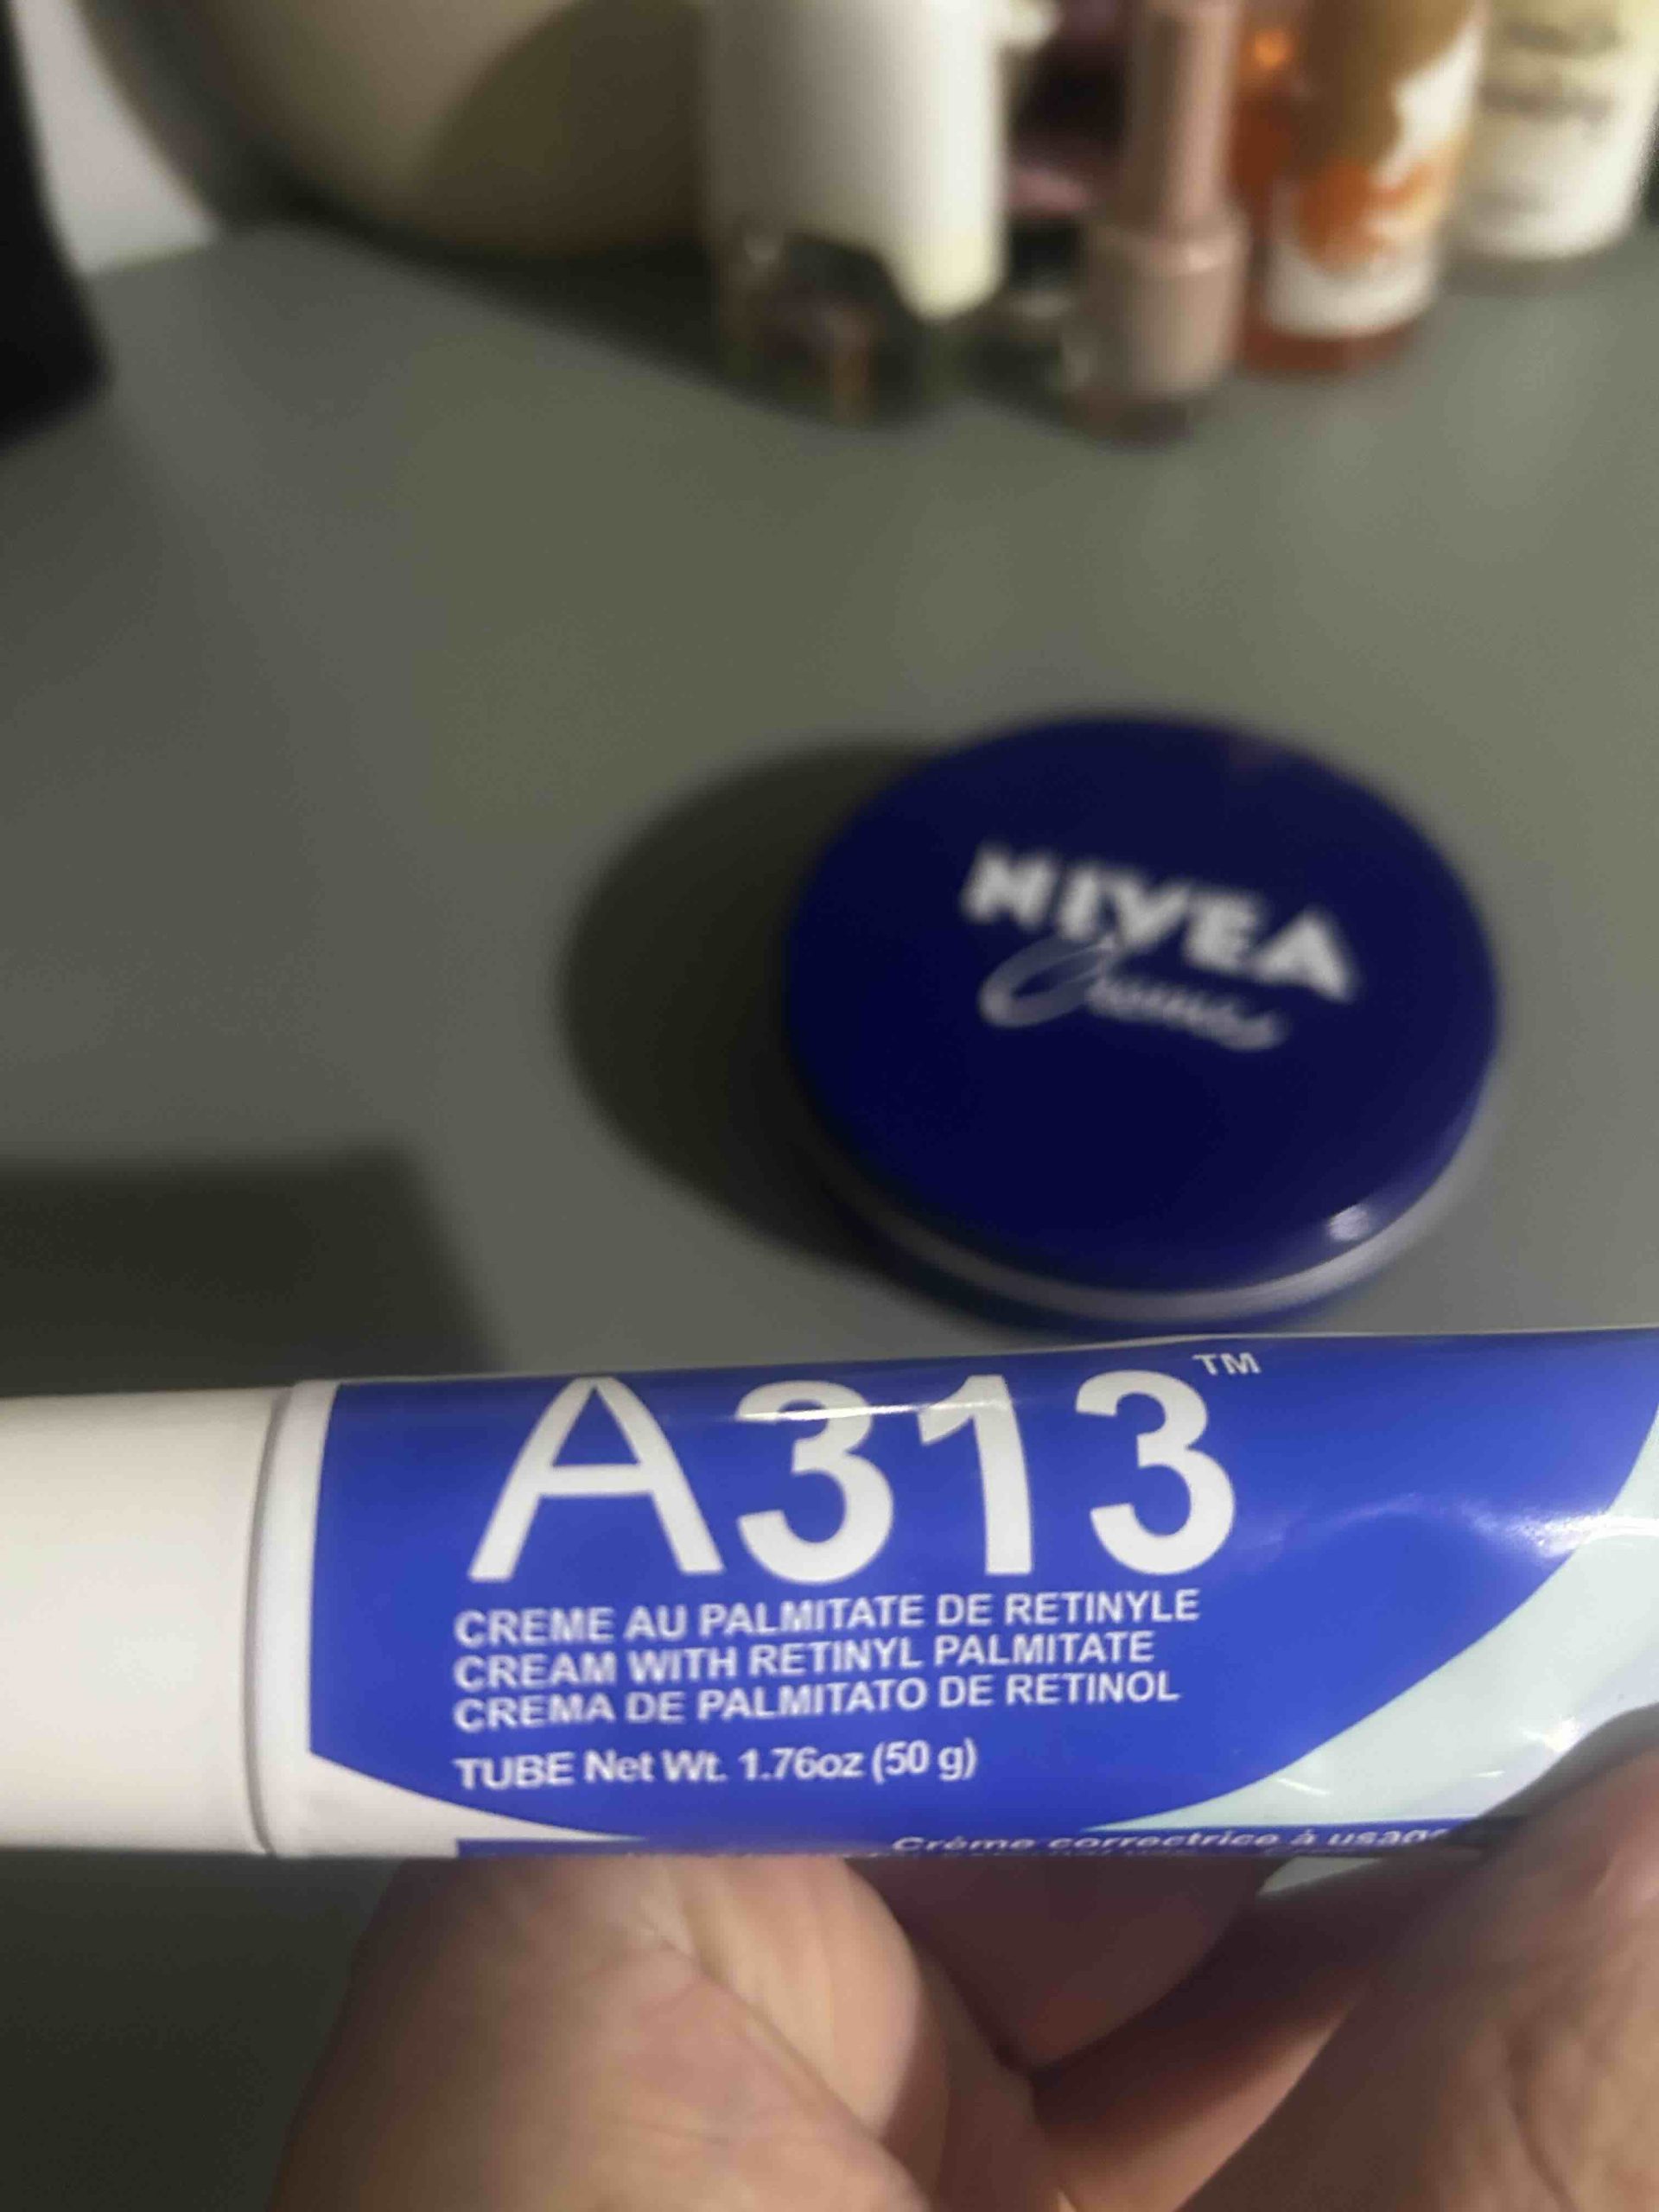 NIVEA
Creme
A313™
CREME AU PALMITATE DE RETINYLE
CREAM WITH RETINYL PALMITATE
CREMA DE PALMITATO DE RETINOL
TUBE Net Wt. 1.76oz (50 g)
Crème correctrice à usage